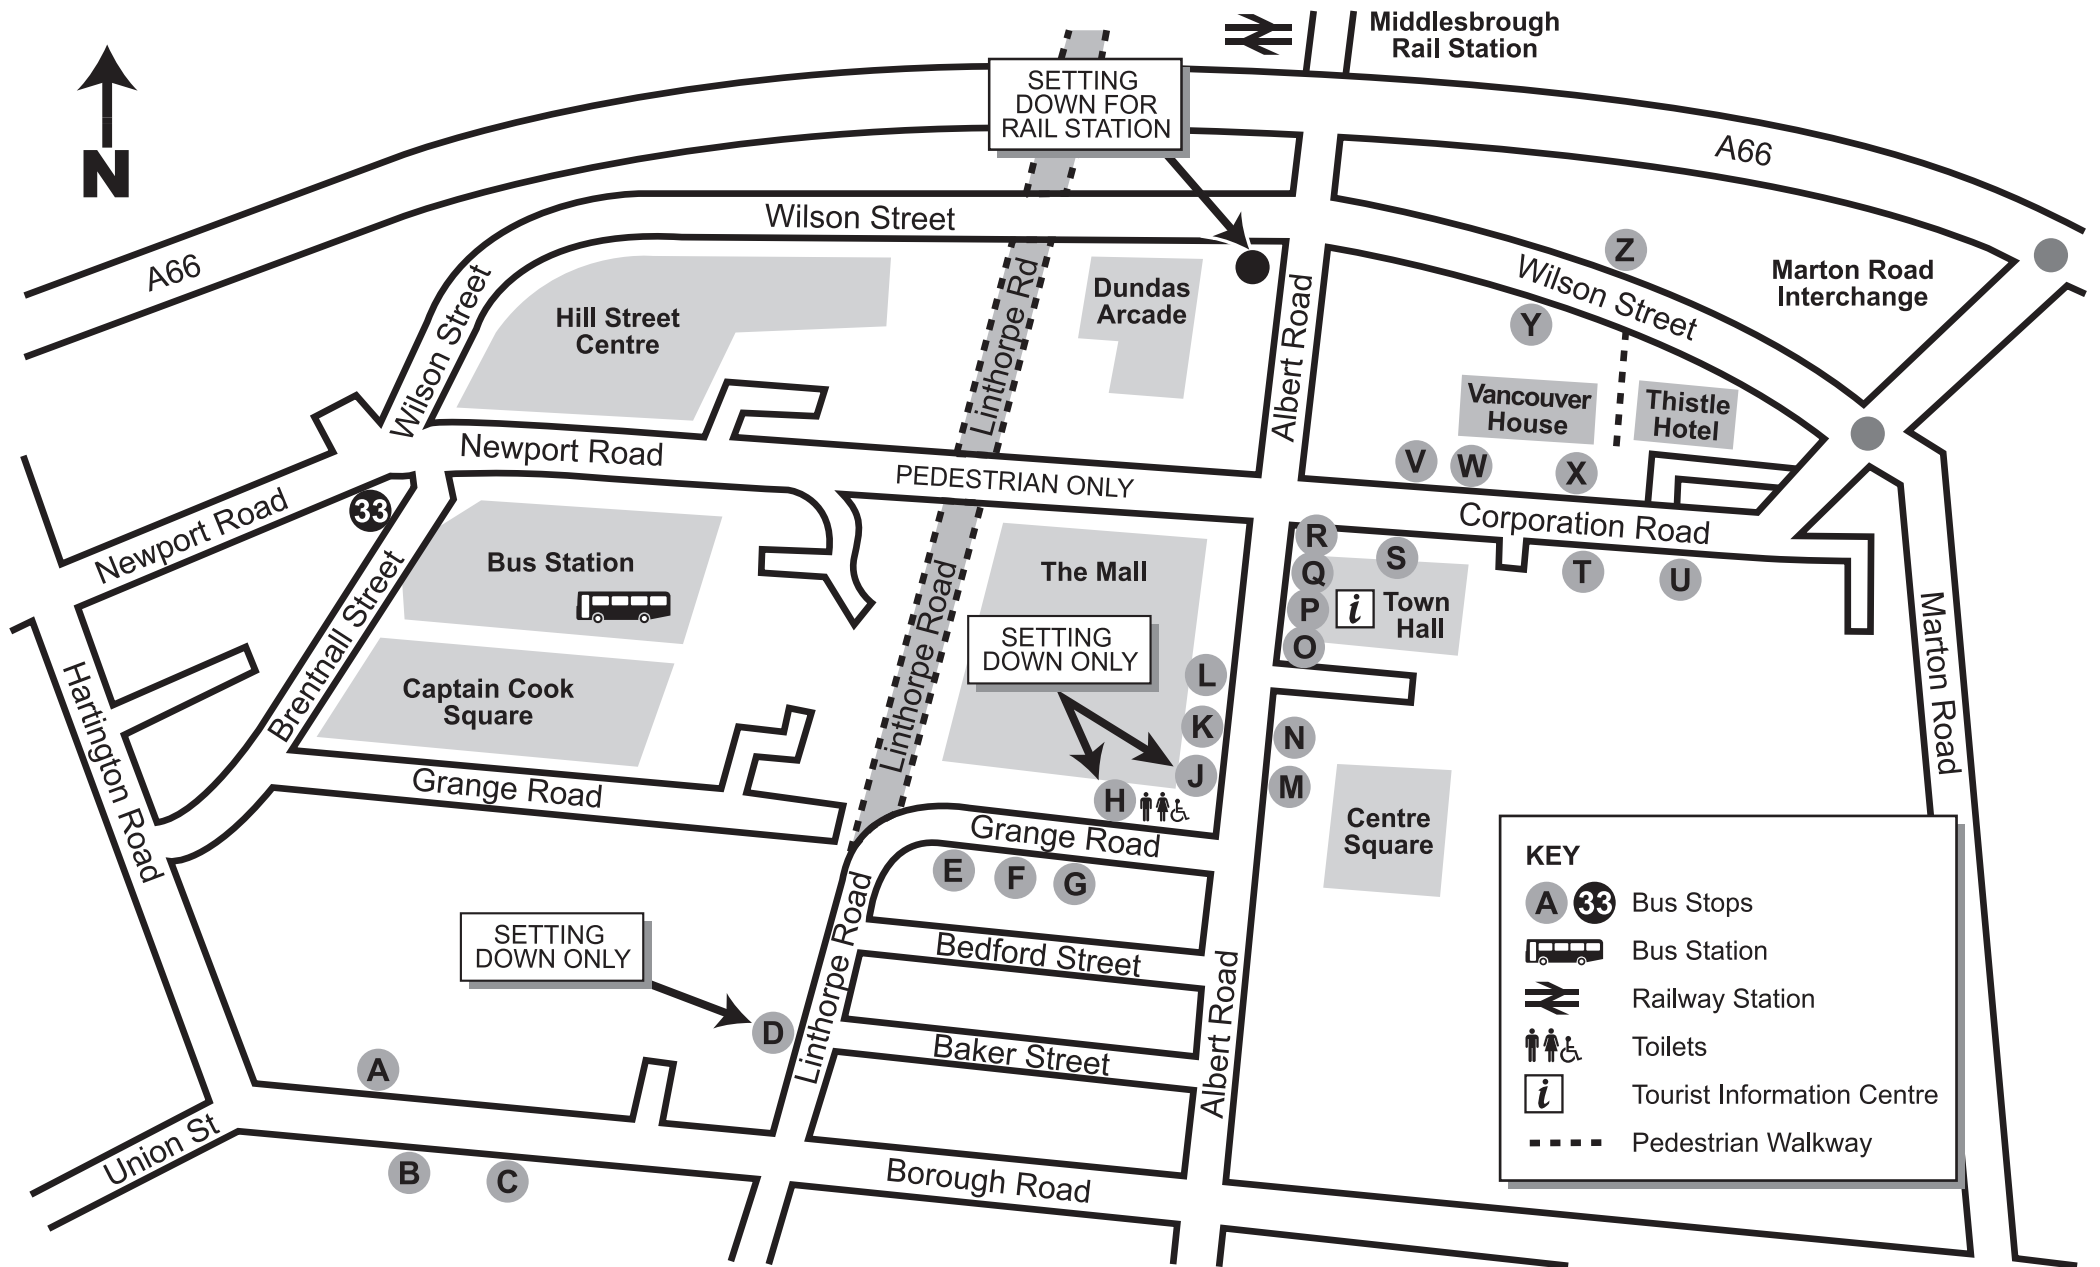 Middlesbrough
Rail Station
SETTING
DOWN FOR
RAIL STATION
N
A66
A66
Wilson Street
Wilson Street
Wilson Street
Z
Marton Road
Interchange
Linthorpe Rd
Dundas
Arcade
Hill Street
Centre
Albert Road
Y
Vancouver
House
Thistle
Hotel
Newport Road
Newport Road
PEDESTRIAN ONLY
V
W
X
33
Corporation Road
Bus Station
The Mall
R
Q
P
O
S
i
Town
Hall
T
U
Brentnall Street
Linthorpe Road
SETTING
DOWN ONLY
L
K
J
H
N
M
Marton Road
Hartington Road
Captain Cook
Square
Grange Road
Grange Road
Centre
Square
E
F
G
SETTING
DOWN ONLY
D
Linthorpe Road
Bedford Street
Baker Street
Albert Road
A
B
C
Union St
Borough Road
KEY
A 33 Bus Stops
Bus Station
Railway Station
Toilets
i Tourist Information Centre
Pedestrian Walkway